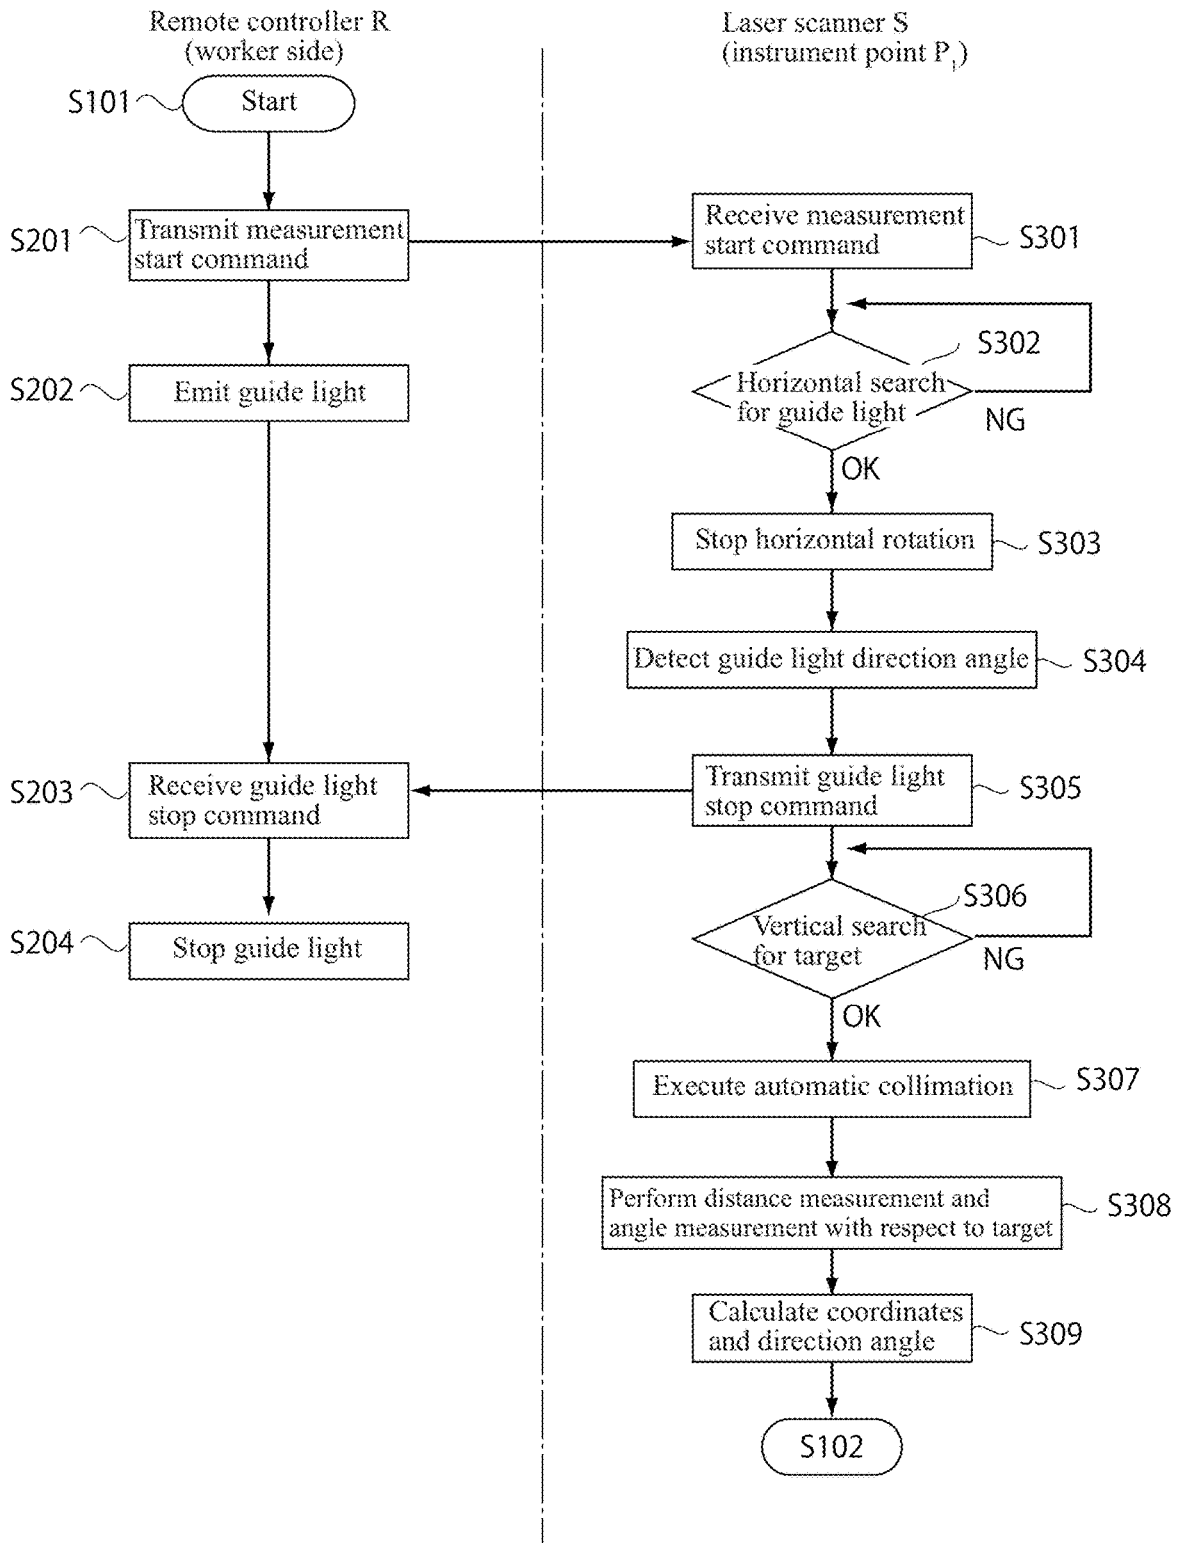 Remote controller R
(worker side)
Laser scanner S
(instrument point P1)
S101
Start
S201
Transmit measurement
start command
Receive measurement
start command
S301
S202
Emit guide light
S302
Horizontal search
for guide light
NG
OK
Stop horizontal rotation
S303
Detect guide light direction angle
S304
S203
Receive guide light
stop command
Transmit guide light
stop command
S305
S204
Stop guide light
S306
Vertical search
for target
NG
OK
Execute automatic collimation
S307
Perform distance measurement and
angle measurement with respect to target
S308
Calculate coordinates
and direction angle
S309
S102